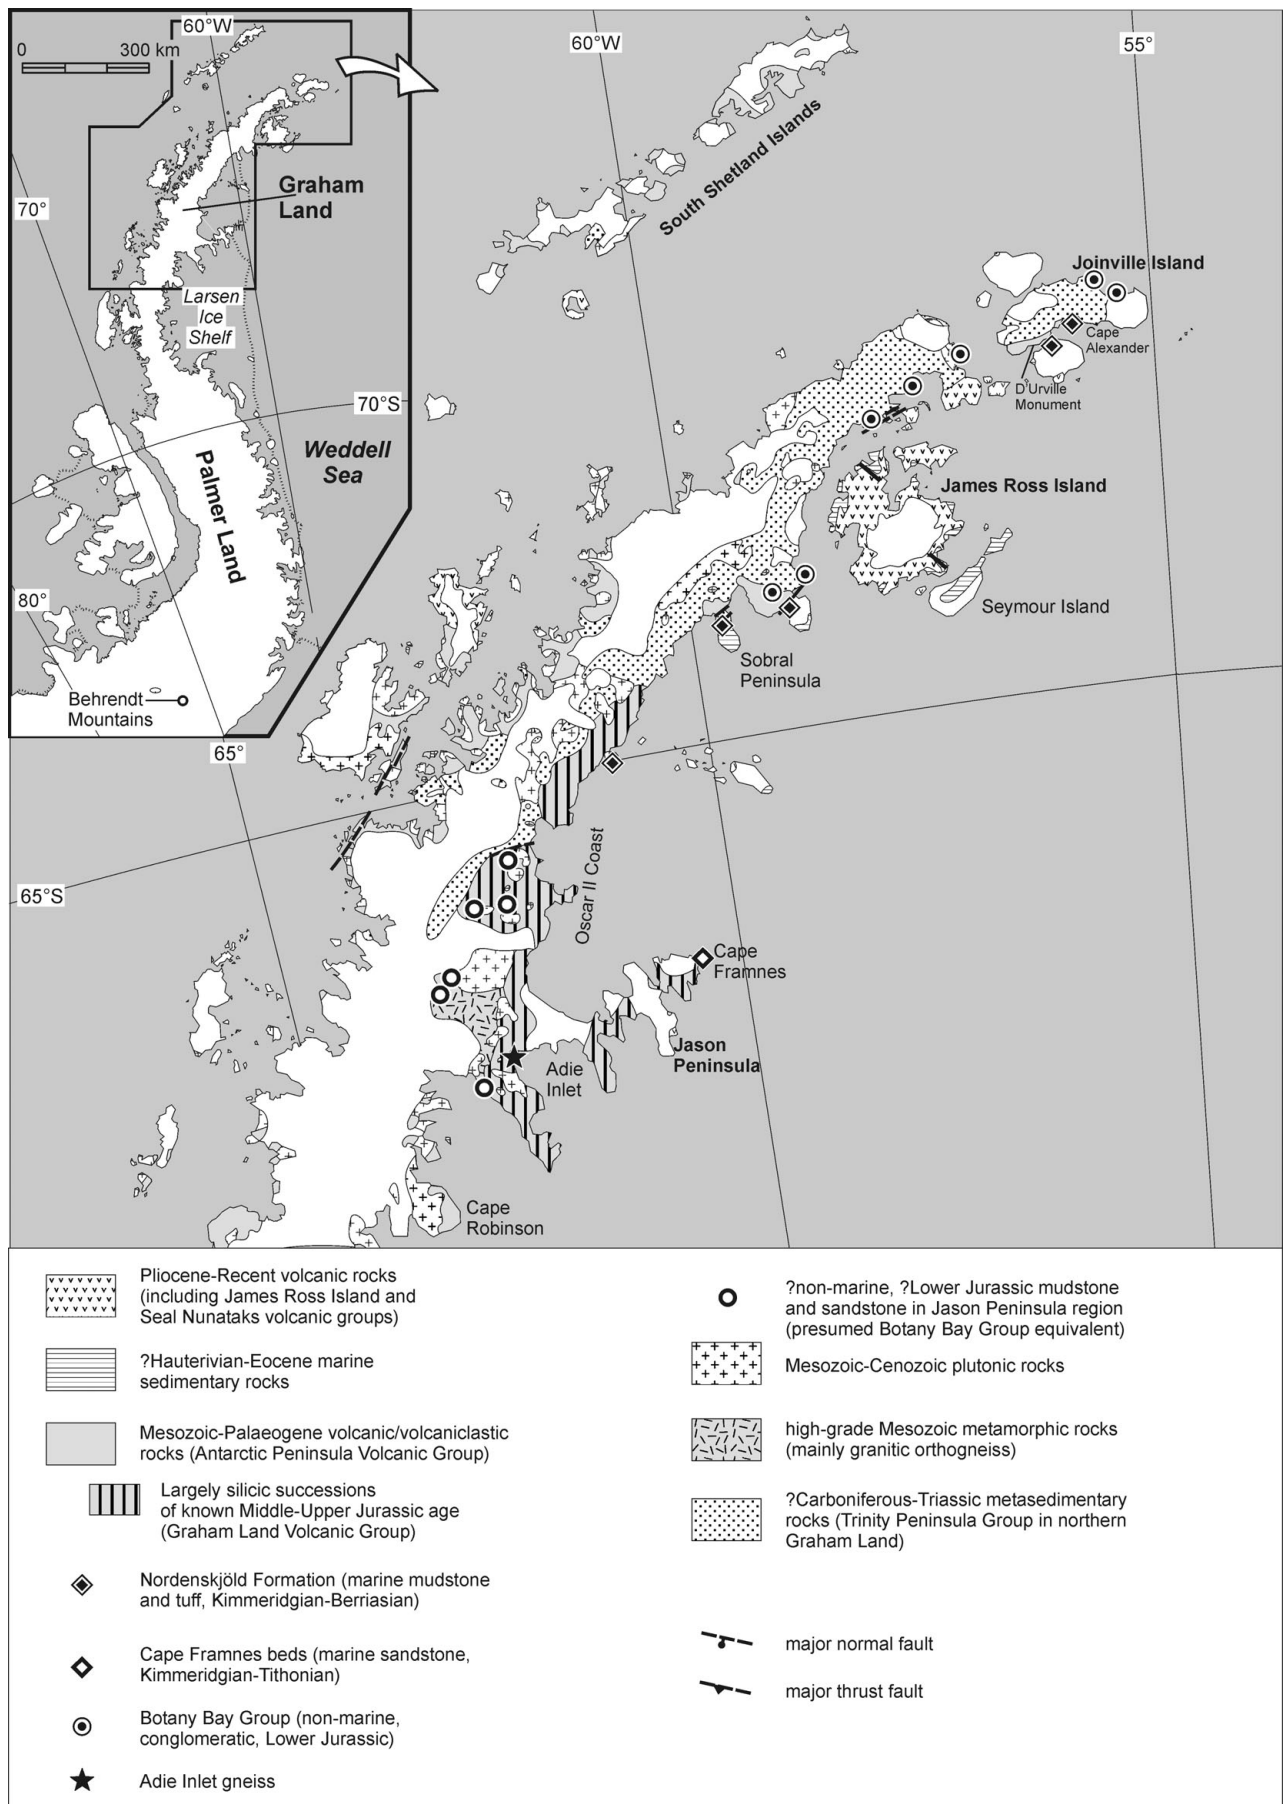 60°W
0 300 km
60°W
55°
South Shetland Islands
Graham
Land
70°
Joinville Island
Larsen
Ice
Shelf
Cape
Alexander
D'Urville
Monument
70°S
Weddell
Sea
Palmer Land
James Ross Island
80°
Seymour Island
Sobral
Peninsula
Behrendt
Mountains
65°
Oscar II Coast
65°S
Cape
Framnes
Jason
Peninsula
Adie
Inlet
Cape
Robinson
Pliocene-Recent volcanic rocks
(including James Ross Island and
Seal Nunataks volcanic groups)
?Hauterivian-Eocene marine
sedimentary rocks
Mesozoic-Palaeogene volcanic/volcaniclastic
rocks (Antarctic Peninsula Volcanic Group)
Largely silicic successions
of known Middle-Upper Jurassic age
(Graham Land Volcanic Group)
Nordenskjöld Formation (marine mudstone
and tuff, Kimmeridgian-Berriasian)
Cape Framnes beds (marine sandstone,
Kimmeridgian-Tithonian)
Botany Bay Group (non-marine,
conglomeratic, Lower Jurassic)
Adie Inlet gneiss
?non-marine, ?Lower Jurassic mudstone
and sandstone in Jason Peninsula region
(presumed Botany Bay Group equivalent)
Mesozoic-Cenozoic plutonic rocks
high-grade Mesozoic metamorphic rocks
(mainly granitic orthogneiss)
?Carboniferous-Triassic metasedimentary
rocks (Trinity Peninsula Group in northern
Graham Land)
major normal fault
major thrust fault